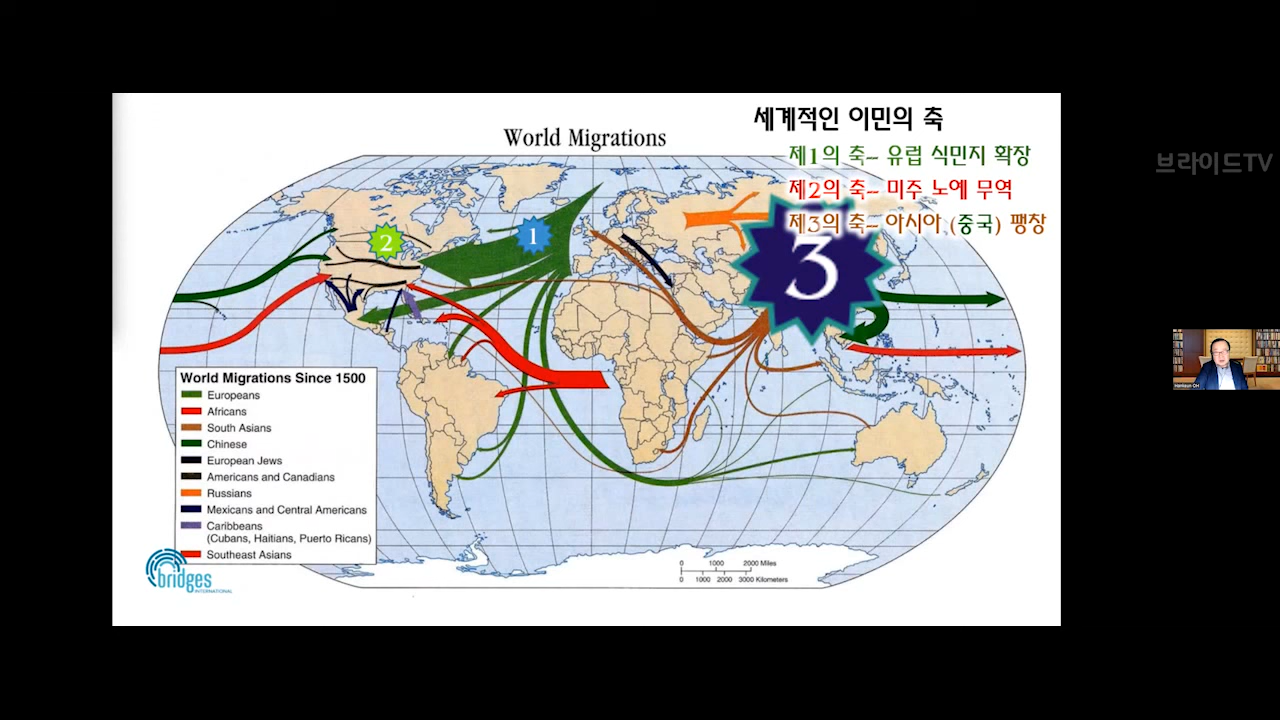 세계적인 이민의 축
World Migrations
제1의 축– 유럽 식민지 확장
브라이드TV
제2의 축– 미주 노예 무역
제3의 축– 아시아 (중국) 팽창
1
2
3
World Migrations Since 1500
Europeans
Africans
South Asians
Chinese
European Jews
Americans and Canadians
Russians
Mexicans and Central Americans
Caribbeans
(Cubans, Haitians, Puerto Ricans)
Southeast Asians
0 1000 2000 Miles
0 1000 2000 3000 Kilometers
bridges
INTERNATIONAL
Hankeun OH